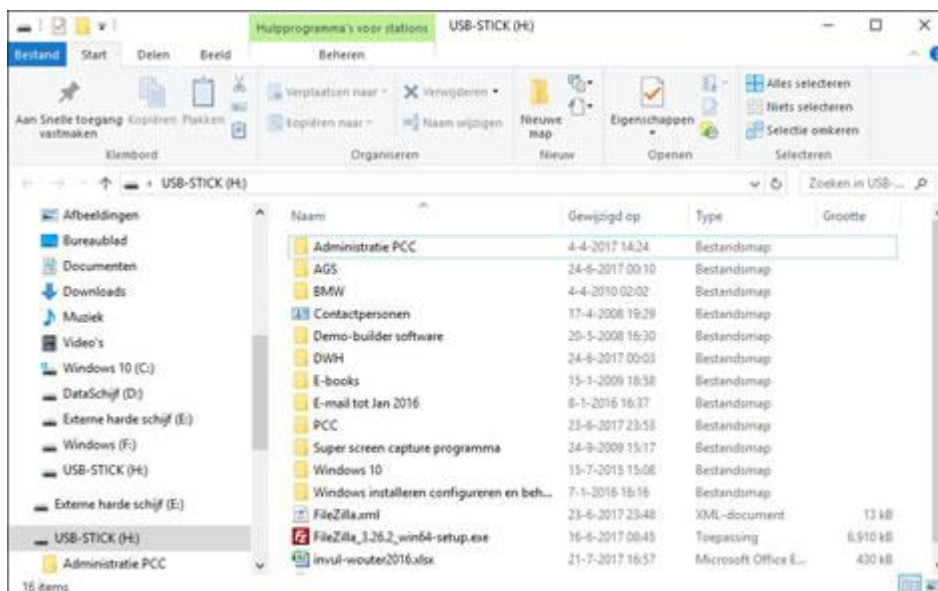 Hulpprogramma's voor stations
USB-STICK (H:)
Bestand Start Delen Beeld Beheren
Aan Snelle toegang vastmaken
Kopiëren Plakken
Klembord
Verplaatsen naar
Kopiëren naar
Verwijderen
Naam wijzigen
Organiseren
Nieuwe map
Nieuw
Eigenschappen
Openen
Alles selecteren
Niets selecteren
Selectie omkeren
Selecteren
USB-STICK (H:)
Zoeken in USB-...
Afbeeldingen
Bureaublad
Documenten
Downloads
Muziek
Video's
Windows 10 (C:)
DataSchijf (D:)
Externe harde schijf (E:)
Windows (F:)
USB-STICK (H:)
Externe harde schijf (E:)
USB-STICK (H:)
Administratie PCC
Naam Gewijzigd op Type Grootte
Administratie PCC 4-4-2017 14:24 Bestandsmap
AGS 24-6-2017 00:10 Bestandsmap
BMW 4-4-2010 02:02 Bestandsmap
Contactpersonen 17-4-2008 19:29 Bestandsmap
Demo-builder software 20-5-2008 16:30 Bestandsmap
DWH 24-6-2017 00:03 Bestandsmap
E-books 15-1-2009 18:58 Bestandsmap
E-mail tot Jan 2016 8-1-2016 16:37 Bestandsmap
PCC 23-6-2017 23:53 Bestandsmap
Super screen capture programma 24-9-2009 15:17 Bestandsmap
Windows 10 15-7-2015 15:08 Bestandsmap
Windows installeren configureren en beh... 7-1-2016 16:16 Bestandsmap
FileZilla.xml 23-6-2017 23:48 XML-document 13 kB
FileZilla_3.26.2_win64-setup.exe 16-6-2017 08:45 Toepassing 6.910 kB
invul-wouter2016.xlsx 21-7-2017 16:57 Microsoft Office E... 430 kB
16 items